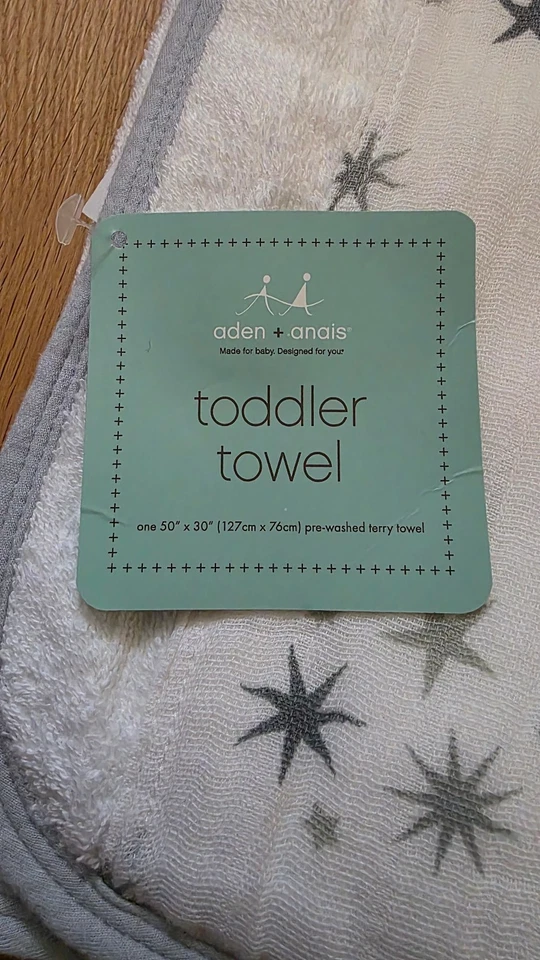 aden + anais®
Made for baby. Designed for you.®
toddler
towel
one 50” x 30” (127cm x 76cm) pre-washed terry towel